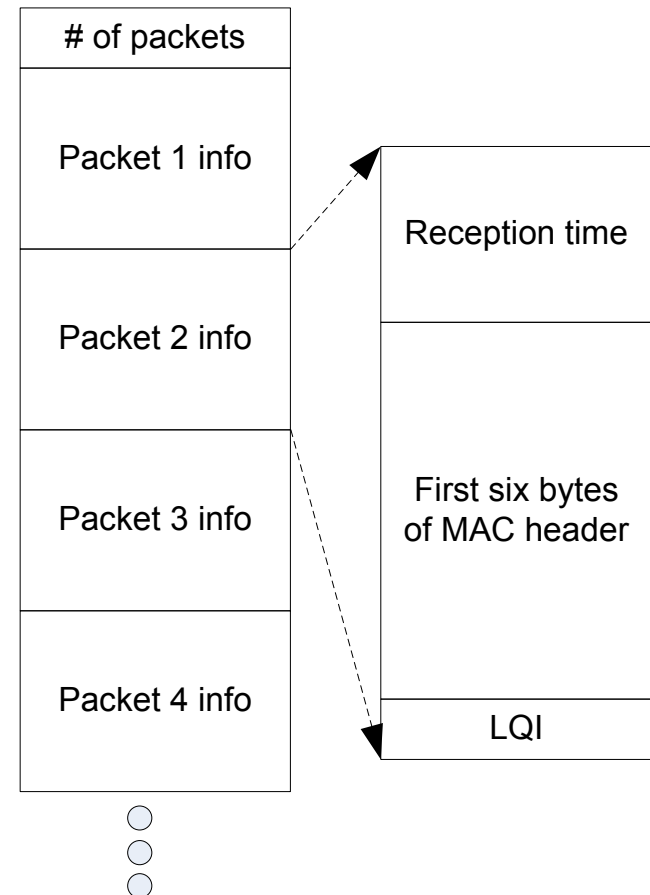 # of packets
Packet 1 info
Packet 2 info
Packet 3 info
Packet 4 info
Reception time
First six bytes
of MAC header
LQI